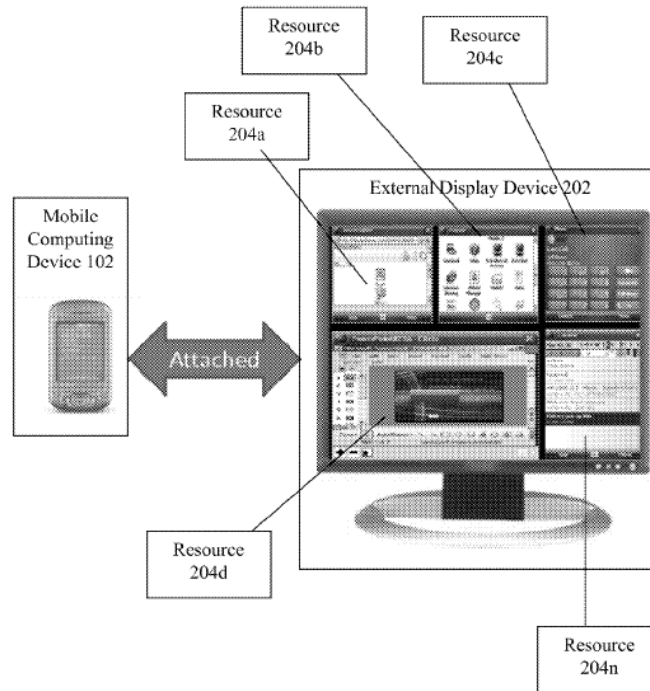 Resource
204b
Resource
204c
Resource
204a
External Display Device 202
Mobile
Computing
Device 102
Attached
Resource
204d
Resource
204n